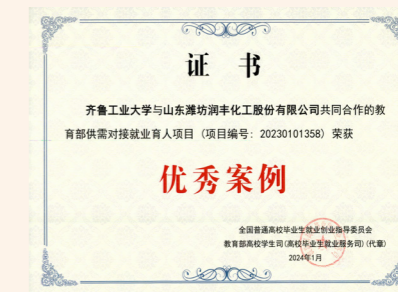 证 书
齐鲁工业大学与山东潍坊润丰化工股份有限公司共同合作的教
育部供需对接就业育人项目（项目编号：20230101358）荣获
优秀案例
全国普通高校毕业生就业创业指导委员会
教育部高校学生司(高校毕业生就业服务司)(代章)
2024年1月